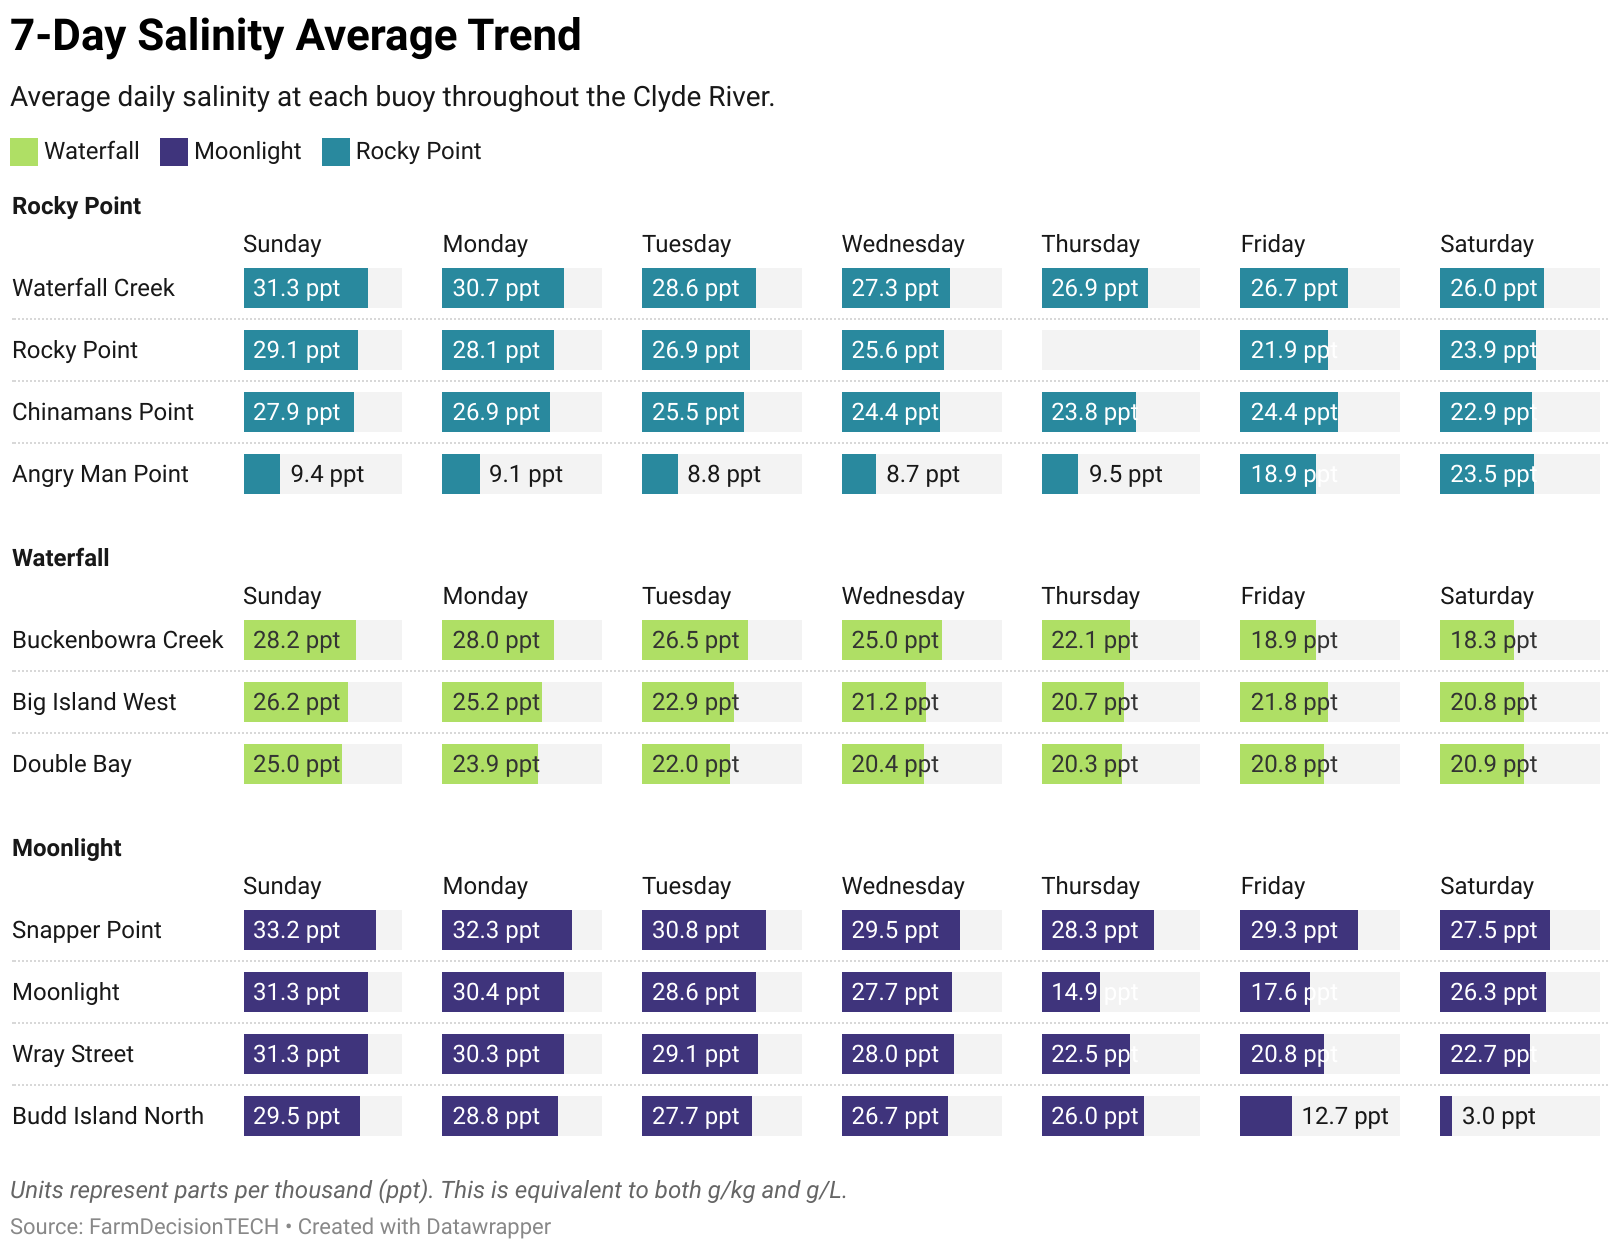 7-Day Salinity Average Trend
Average daily salinity at each buoy throughout the Clyde River.
Waterfall Moonlight Rocky Point
Rocky Point
Sunday Monday Tuesday Wednesday Thursday Friday Saturday
Waterfall Creek 31.3 ppt 30.7 ppt 28.6 ppt 27.3 ppt 26.9 ppt 26.7 ppt 26.0 ppt
Rocky Point 29.1 ppt 28.1 ppt 26.9 ppt 25.6 ppt 21.9 ppt 23.9 ppt
Chinamans Point 27.9 ppt 26.9 ppt 25.5 ppt 24.4 ppt 23.8 ppt 24.4 ppt 22.9 ppt
Angry Man Point 9.4 ppt 9.1 ppt 8.8 ppt 8.7 ppt 9.5 ppt 18.9 ppt 23.5 ppt
Waterfall
Sunday Monday Tuesday Wednesday Thursday Friday Saturday
Buckenbowra Creek 28.2 ppt 28.0 ppt 26.5 ppt 25.0 ppt 22.1 ppt 18.9 ppt 18.3 ppt
Big Island West 26.2 ppt 25.2 ppt 22.9 ppt 21.2 ppt 20.7 ppt 21.8 ppt 20.8 ppt
Double Bay 25.0 ppt 23.9 ppt 22.0 ppt 20.4 ppt 20.3 ppt 20.8 ppt 20.9 ppt
Moonlight
Sunday Monday Tuesday Wednesday Thursday Friday Saturday
Snapper Point 33.2 ppt 32.3 ppt 30.8 ppt 29.5 ppt 28.3 ppt 29.3 ppt 27.5 ppt
Moonlight 31.3 ppt 30.4 ppt 28.6 ppt 27.7 ppt 14.9 ppt 17.6 ppt 26.3 ppt
Wray Street 31.3 ppt 30.3 ppt 29.1 ppt 28.0 ppt 22.5 ppt 20.8 ppt 22.7 ppt
Budd Island North 29.5 ppt 28.8 ppt 27.7 ppt 26.7 ppt 26.0 ppt 12.7 ppt 3.0 ppt
Units represent parts per thousand (ppt). This is equivalent to both g/kg and g/L.
Source: FarmDecisionTECH • Created with Datawrapper